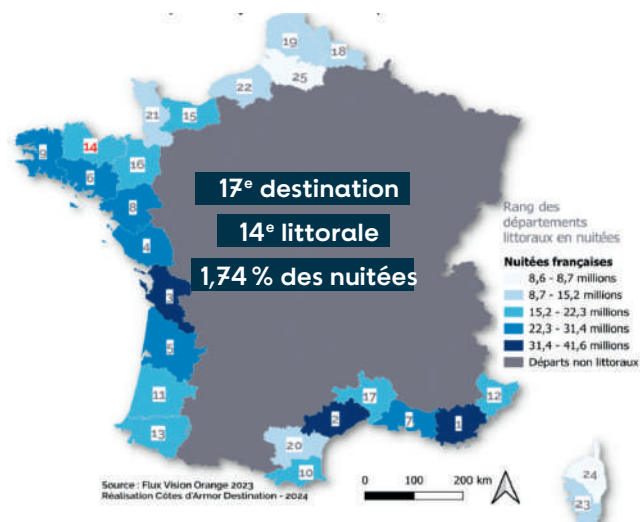 19
18
25
22
21
15
14
9
16
6
8
4
3
5
11
13
17ᵉ destination
14ᵉ littorale
1,74 % des nuitées
Rang des
départements
littoraux en nuitées
Nuitées françaises
8,6 - 8,7 millions
8,7 - 15,2 millions
15,2 - 22,3 millions
22,3 - 31,4 millions
31,4 - 41,6 millions
Départs non littoraux
17
12
2
7
1
20
10
24
23
Source : Flux Vision Orange 2023
Réalisation Côtes d'Armor Destination - 2024
0 100 200 km